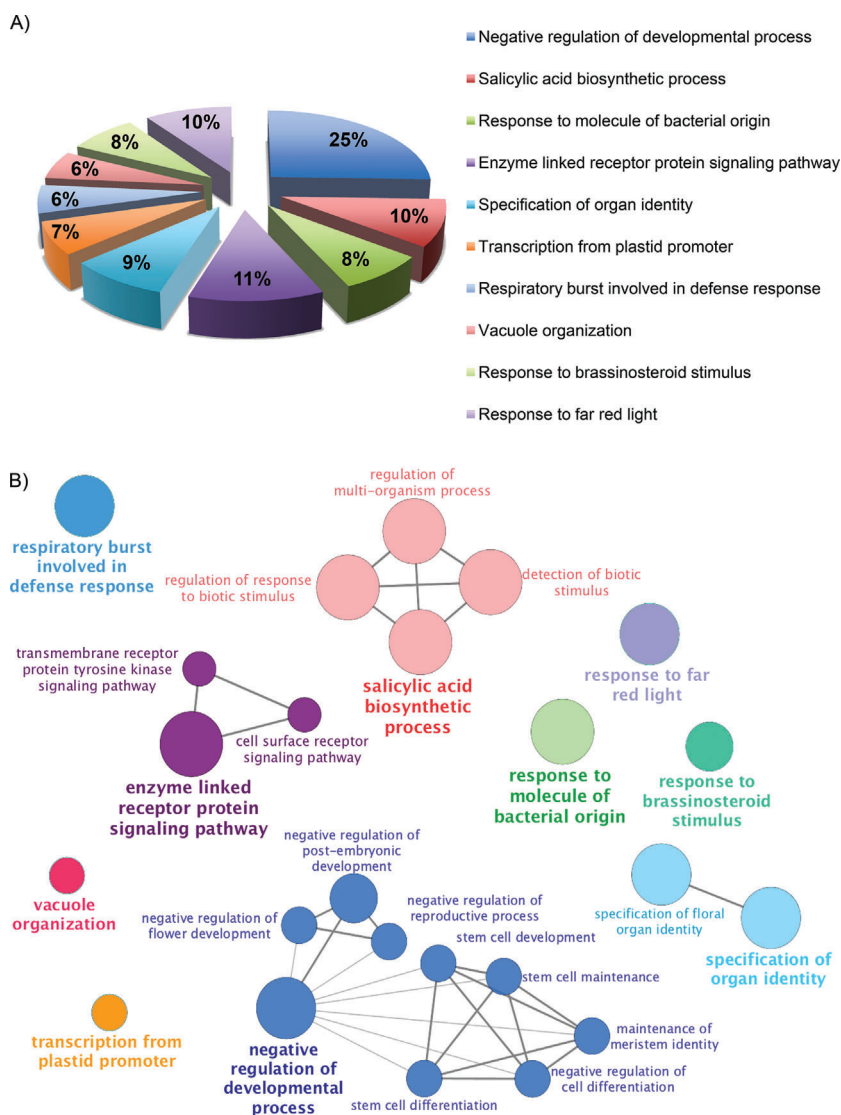 A)
25%
10%
8%
11%
9%
7%
6%
6%
8%
10%
Negative regulation of developmental process
Salicylic acid biosynthetic process
Response to molecule of bacterial origin
Enzyme linked receptor protein signaling pathway
Specification of organ identity
Transcription from plastid promoter
Respiratory burst involved in defense response
Vacuole organization
Response to brassinosteroid stimulus
Response to far red light
B)
respiratory burst
involved in
defense response
regulation of
multi-organism process
regulation of response
to biotic stimulus
detection of biotic
stimulus
salicylic acid
biosynthetic
process
transmembrane receptor
protein tyrosine kinase
signaling pathway
cell surface receptor
signaling pathway
enzyme linked
receptor protein
signaling pathway
response to far
red light
response to
molecule of
bacterial origin
response to
brassinosteroid
stimulus
vacuole
organization
negative regulation of
post-embryonic
development
negative regulation of
flower development
negative regulation of
reproductive process
stem cell development
stem cell maintenance
maintenance of
meristem identity
negative regulation of
cell differentiation
stem cell differentiation
negative
regulation of
developmental
process
specification of floral
organ identity
specification of
organ identity
transcription from
plastid promoter